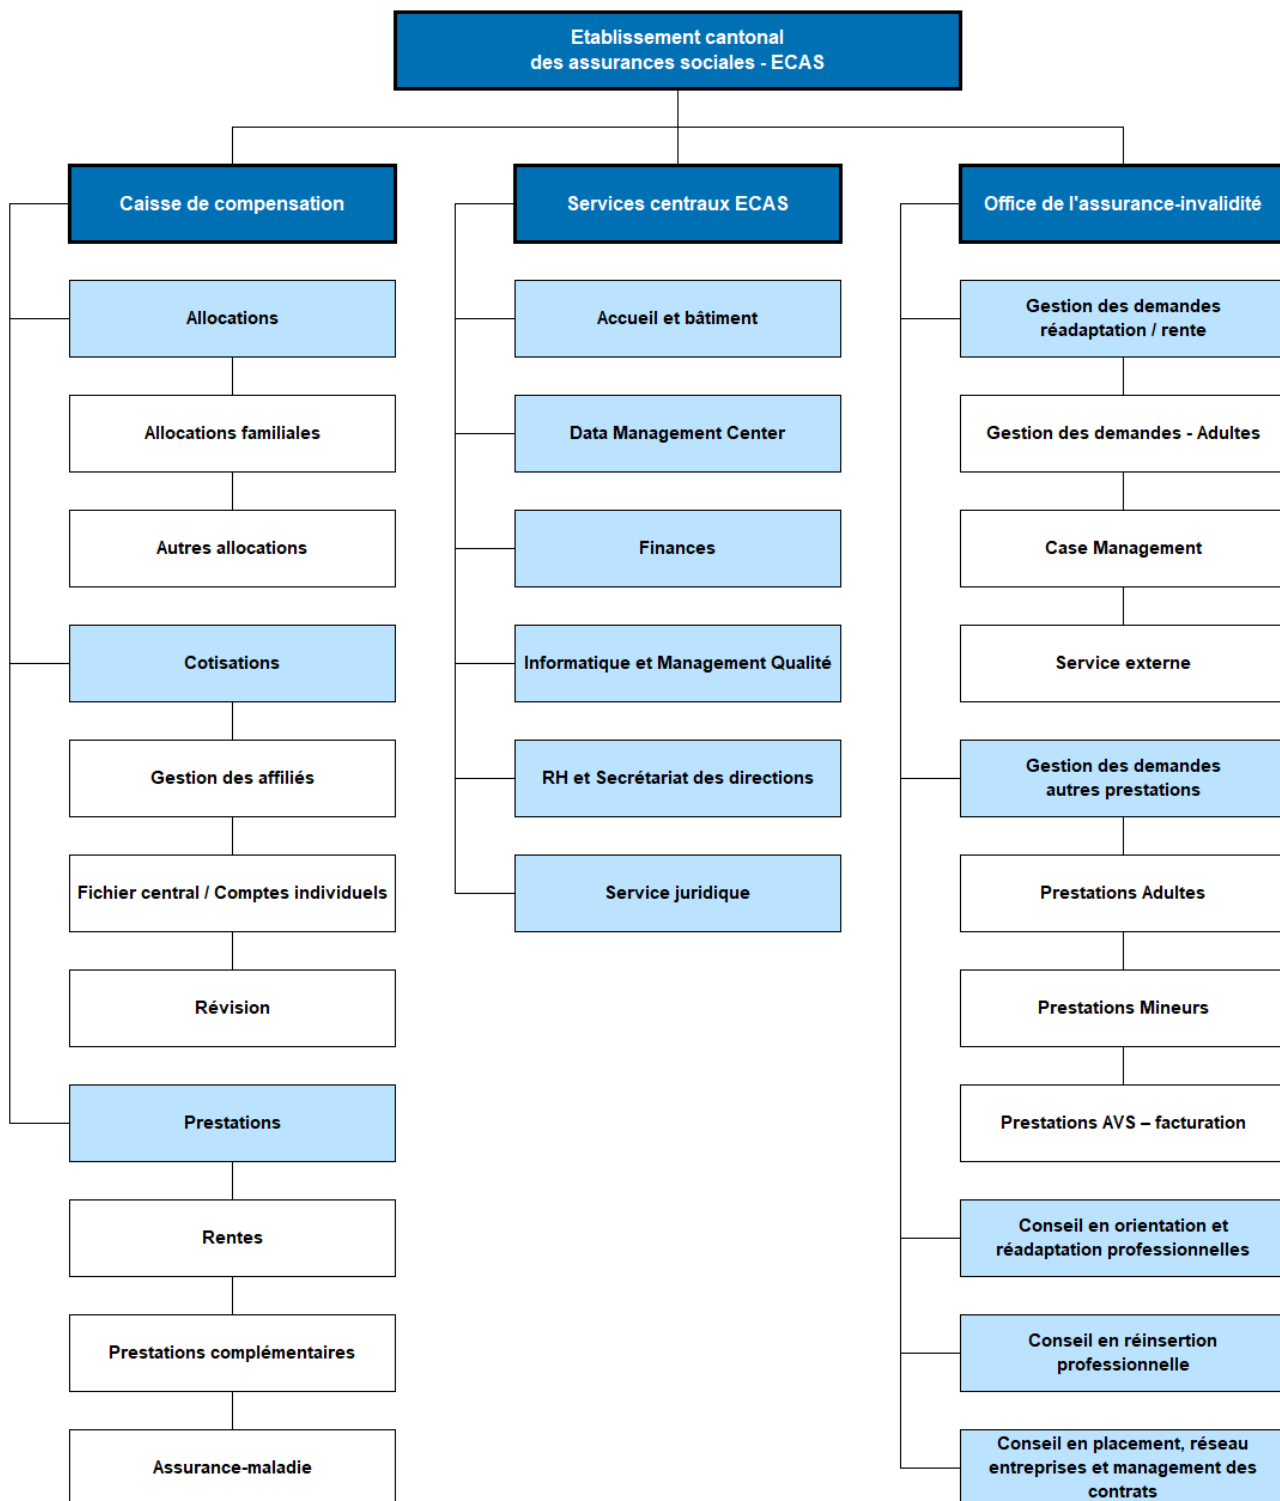 Etablissement cantonal
des assurances sociales - ECAS
Caisse de compensation
Allocations
Allocations familiales
Autres allocations
Cotisations
Gestion des affiliés
Fichier central / Comptes individuels
Révision
Prestations
Rentes
Prestations complémentaires
Assurance-maladie
Services centraux ECAS
Accueil et bâtiment
Data Management Center
Finances
Informatique et Management Qualité
RH et Secrétariat des directions
Service juridique
Office de l'assurance-invalidité
Gestion des demandes
réadaptation / rente
Gestion des demandes - Adultes
Case Management
Service externe
Gestion des demandes
autres prestations
Prestations Adultes
Prestations Mineurs
Prestations AVS – facturation
Conseil en orientation et
réadaptation professionnelles
Conseil en réinsertion
professionnelle
Conseil en placement, réseau
entreprises et management des
contrats